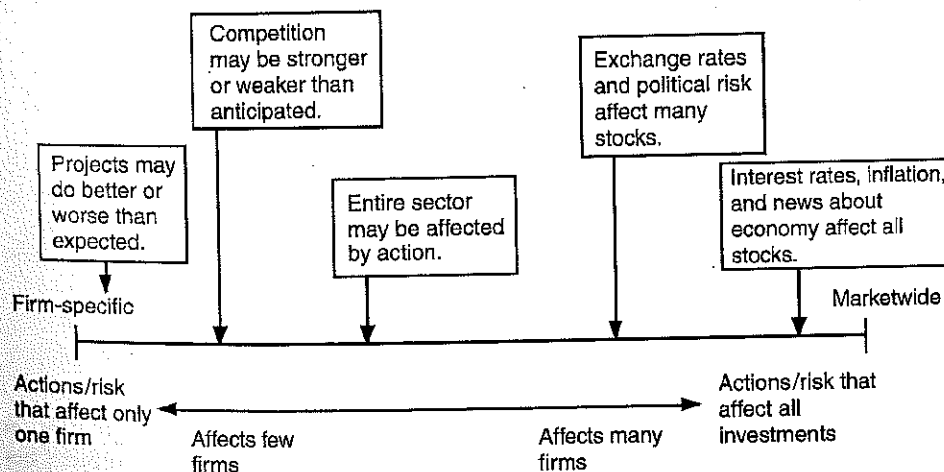 Competition
may be stronger
or weaker than
anticipated.
Exchange rates
and political risk
affect many
stocks.
Projects may
do better or
worse than
expected.
Entire sector
may be affected
by action.
Interest rates, inflation,
and news about
economy affect all
stocks.
Firm-specific
Marketwide
Actions/risk
that affect only
one firm
Affects few
firms
Affects many
firms
Actions/risk that
affect all
investments